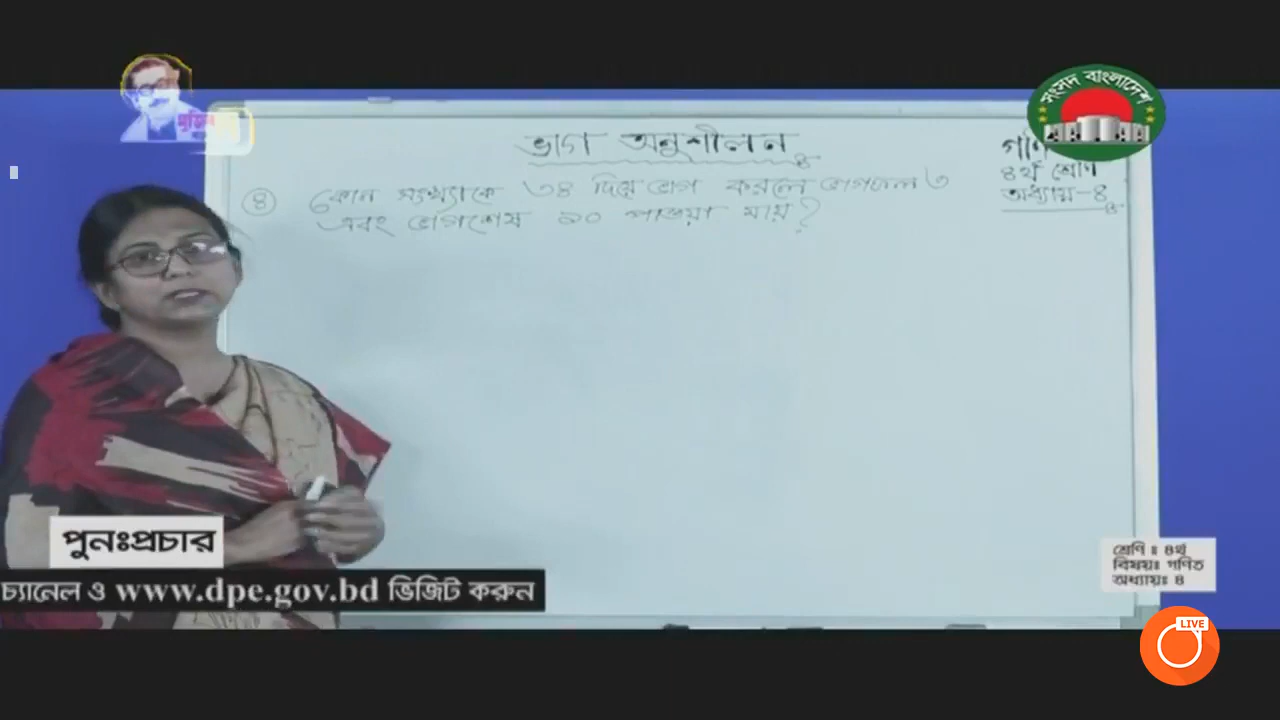 সংসদ বাংলাদেশ
ভাগ অনুশীলন
৪র্থ শ্রেণি
অধ্যায়-৪
৪ কোন সংখ্যাকে ৩৪ দিয়ে ভাগ করলে ভাগফল ৩
এবং ভাগশেষ ২০ পাওয়া যায়?
পুনঃপ্রচার
চ্যানেল ও www.dpe.gov.bd ভিজিট করুন
শ্রেণি ঃ ৪র্থ
বিষয়ঃ গণিত
অধ্যায়ঃ ৪
LIVE